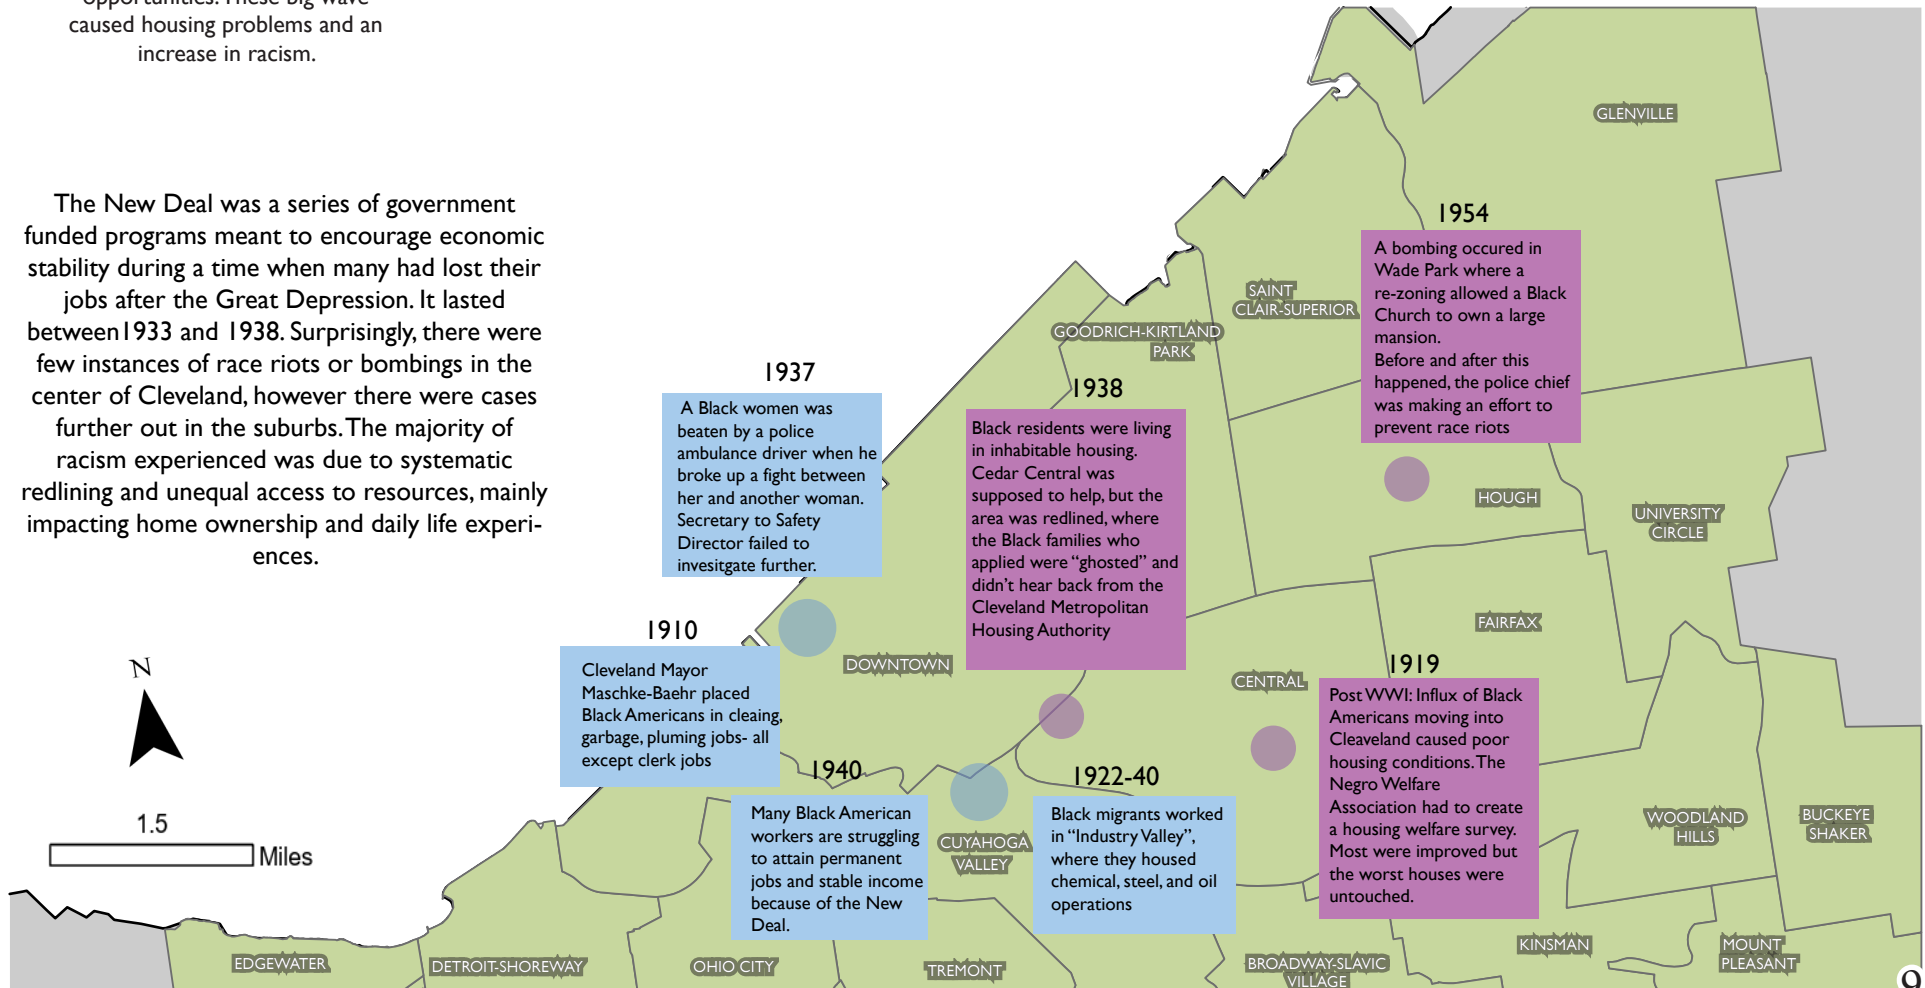 opportunities. These big wave
caused housing problems and an
increase in racism.
The New Deal was a series of government
funded programs meant to encourage economic
stability during a time when many had lost their
jobs after the Great Depression. It lasted
between1933 and 1938. Surprisingly, there were
few instances of race riots or bombings in the
center of Cleveland, however there were cases
further out in the suburbs. The majority of
racism experienced was due to systematic
redlining and unequal access to resources, mainly
impacting home ownership and daily life experi-
ences.
N
1.5
Miles
1937
A Black women was
beaten by a police
ambulance driver when he
broke up a fight between
her and another woman.
Secretary to Safety
Director failed to
invesitgate further.
1910
Cleveland Mayor
Maschke-Baehr placed
Black Americans in cleaing,
garbage, pluming jobs- all
except clerk jobs
1940
Many Black American
workers are struggling
to attain permanent
jobs and stable income
because of the New
Deal.
1938
Black residents were living
in inhabitable housing.
Cedar Central was
supposed to help, but the
area was redlined, where
the Black families who
applied were “ghosted” and
didn’t hear back from the
Cleveland Metropolitan
Housing Authority
1922-40
Black migrants worked
in “Industry Valley”,
where they housed
chemical, steel, and oil
operations
1954
A bombing occured in
Wade Park where a
re-zoning allowed a Black
Church to own a large
mansion.
Before and after this
happened, the police chief
was making an effort to
prevent race riots
1919
Post WWI: Influx of Black
Americans moving into
Cleaveland caused poor
housing conditions. The
Negro Welfare
Association had to create
a housing welfare survey.
Most were improved but
the worst houses were
untouched.
GLENVILLE
SAINT
CLAIR-SUPERIOR
GOODRICH-KIRTLAND
PARK
HOUGH
UNIVERSITY
CIRCLE
FAIRFAX
DOWNTOWN
CENTRAL
CUYAHOGA
VALLEY
WOODLAND
HILLS
BUCKEYE
SHAKER
EDGEWATER
DETROIT-SHOREWAY
OHIO CITY
TREMONT
BROADWAY-SLAVIC
VILLAGE
KINSMAN
MOUNT
PLEASANT
9